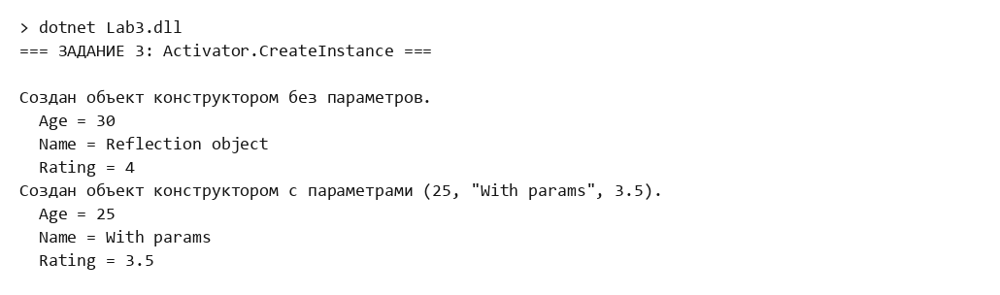 > dotnet Lab3.dll
=== ЗАДАНИЕ 3: Activator.CreateInstance ===
Создан объект конструктором без параметров.
Age = 30
Name = Reflection object
Rating = 4
Создан объект конструктором с параметрами (25, "With params", 3.5).
Age = 25
Name = With params
Rating = 3.5